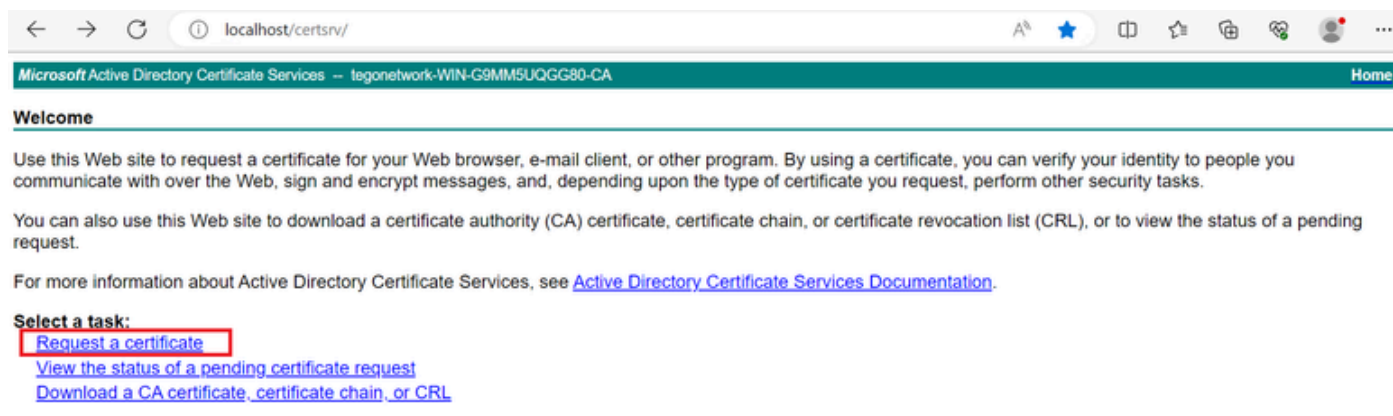 localhost/certsrv/
Microsoft Active Directory Certificate Services -- tegonetwork-WIN-G9MM5UQGG80-CA Home
Welcome
Use this Web site to request a certificate for your Web browser, e-mail client, or other program. By using a certificate, you can verify your identity to people you
communicate with over the Web, sign and encrypt messages, and, depending upon the type of certificate you request, perform other security tasks.
You can also use this Web site to download a certificate authority (CA) certificate, certificate chain, or certificate revocation list (CRL), or to view the status of a pending
request.
For more information about Active Directory Certificate Services, see Active Directory Certificate Services Documentation.
Select a task:
Request a certificate
View the status of a pending certificate request
Download a CA certificate, certificate chain, or CRL